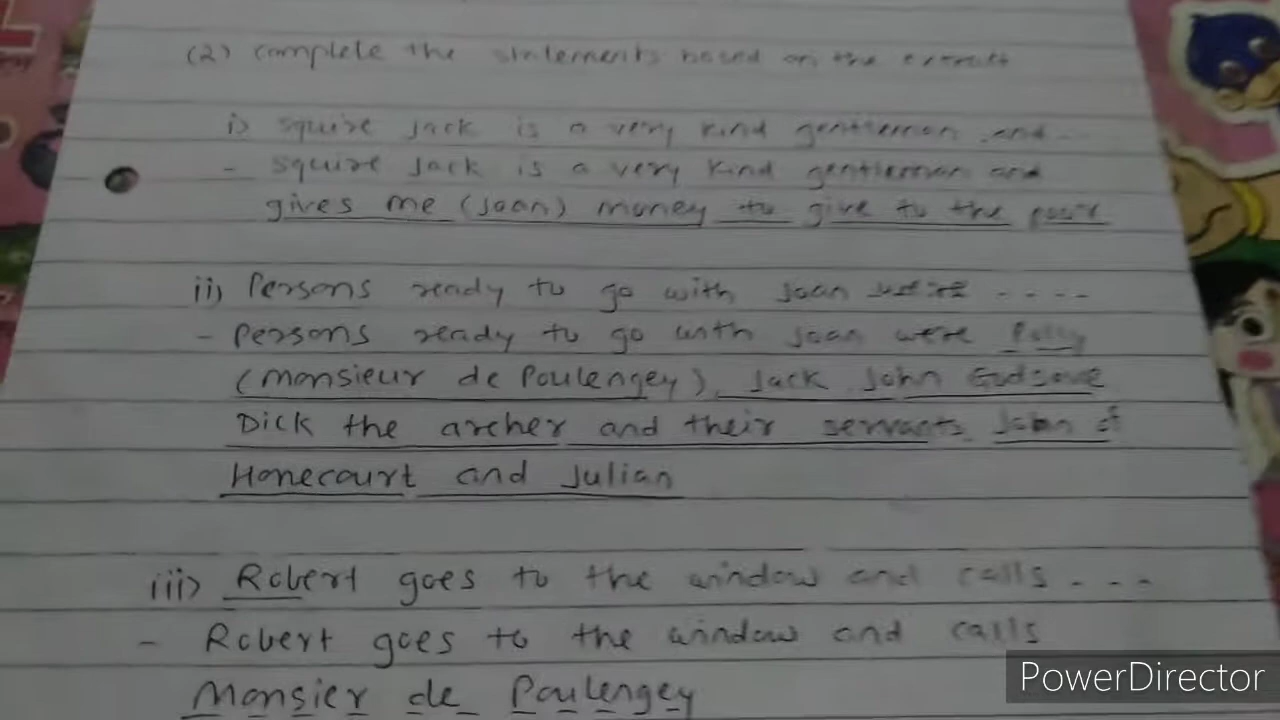 (2) complete the statements based on the extract
i) squire Jack is a very kind gentleman and..
- squire Jack is a very kind gentleman and
gives me (Joan) money to give to the poor
ii) Persons ready to go with Joan ....
- Persons ready to go with Joan were Polly
(monsieur de Poulengey), Jack, John
Dick the archer and their servants John of
Honecourt and Julian
iii) Robert goes to the window and calls ...
- Robert goes to the window and calls
Monsier de Poulengey
PowerDirector